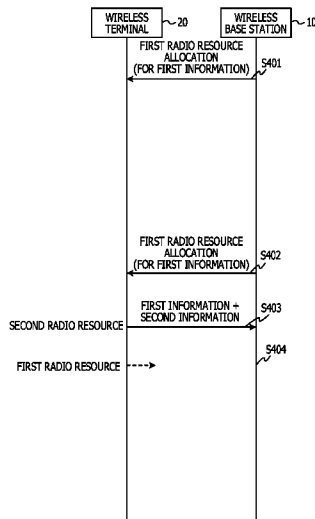 WIRELESS
TERMINAL
20
WIRELESS
BASE STATION
10
FIRST RADIO RESOURCE
ALLOCATION
(FOR FIRST INFORMATION)
S401
FIRST RADIO RESOURCE
ALLOCATION
(FOR FIRST INFORMATION)
S402
FIRST INFORMATION +
SECOND INFORMATION
S403
SECOND RADIO RESOURCE
S404
FIRST RADIO RESOURCE